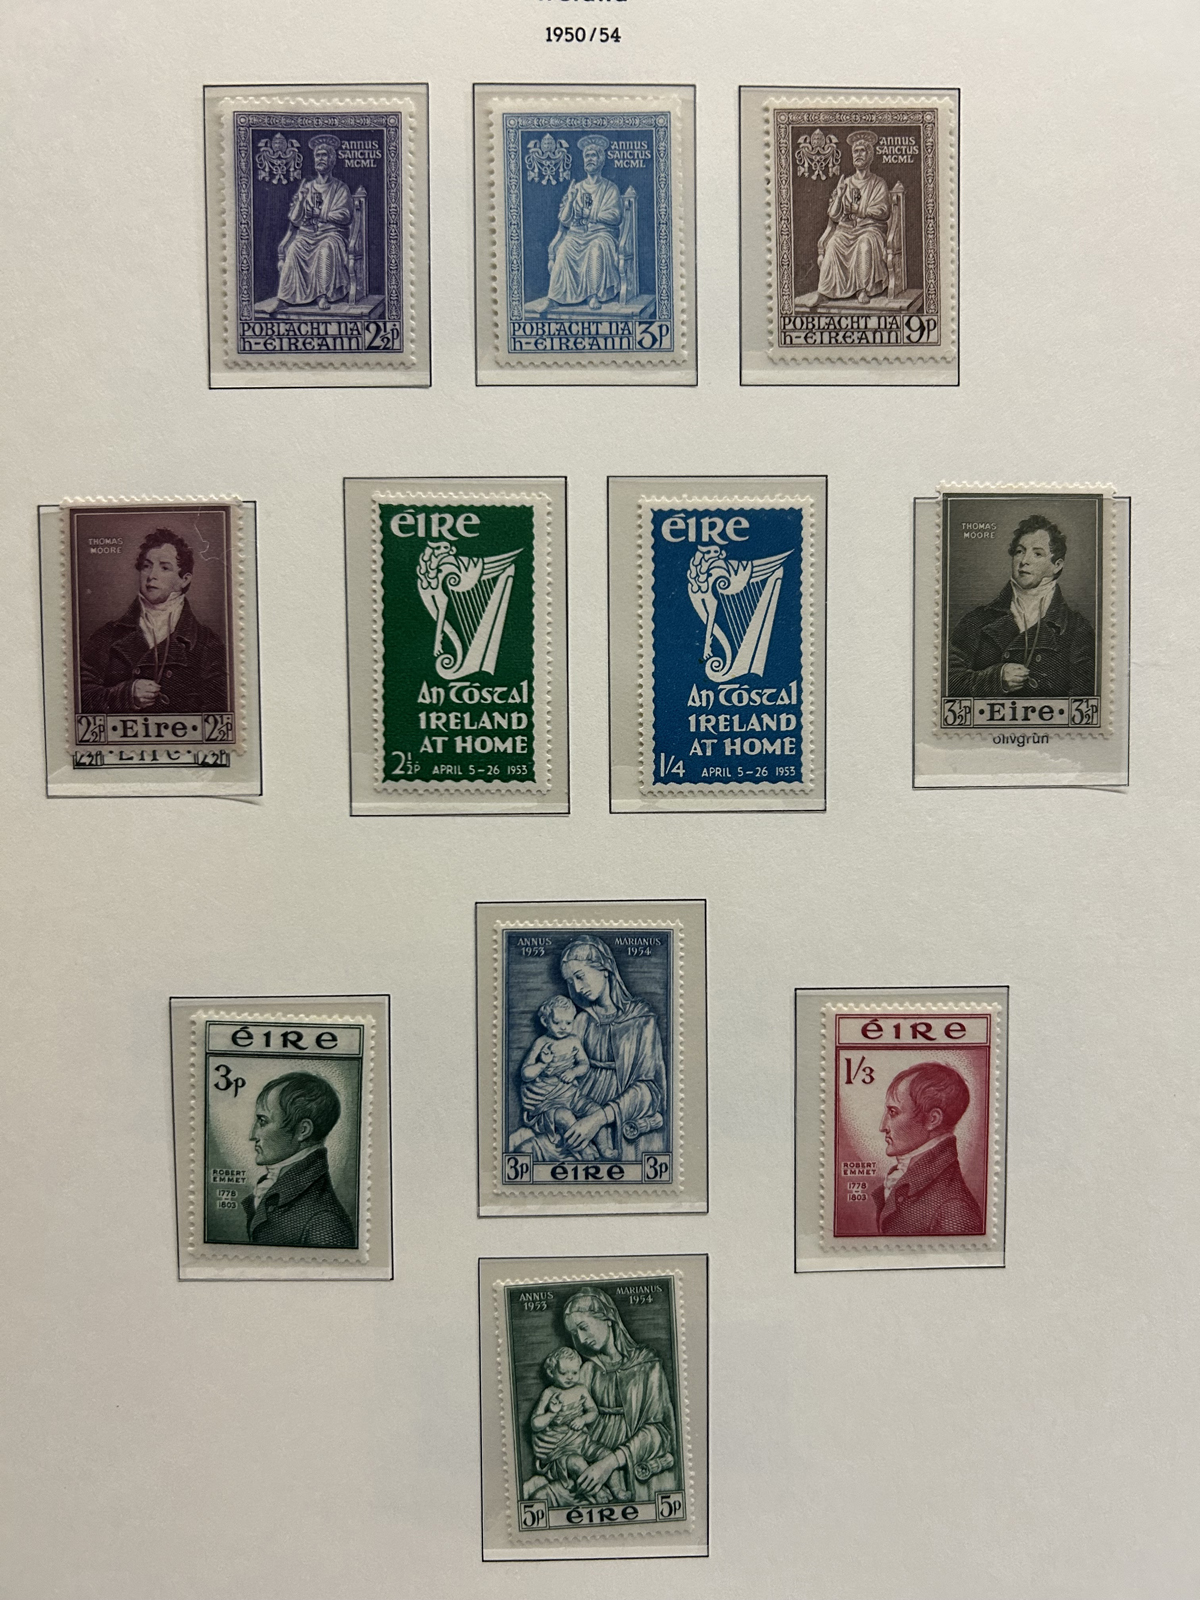 1950/54
ANNUS
SANCTUS
MCML
POBLACHT NA
h-EIREANN 2½p
ANNUS
SANCTUS
MCML
POBLACHT NA
h-EIREANN 3p
ANNUS
SANCTUS
MCML
POBLACHT NA
h-EIREANN 9p
THOMAS
MOORE
2½p · Eire · 2½p
éIRe
An Tóstal
IRELAND
AT HOME
2½p APRIL 5–26 1953
éIRe
An Tóstal
IRELAND
AT HOME
1/4 APRIL 5–26 1953
THOMAS
MOORE
3½p · Eire · 3½p
olivgrün
éIRe
3p
ROBERT
EMMET
1778
1803
ANNUS MARIANUS
1953 1954
3p éIRe 3p
éIRe
1/3
ROBERT
EMMET
1778
1803
ANNUS MARIANUS
1953 1954
5p éIRe 5p